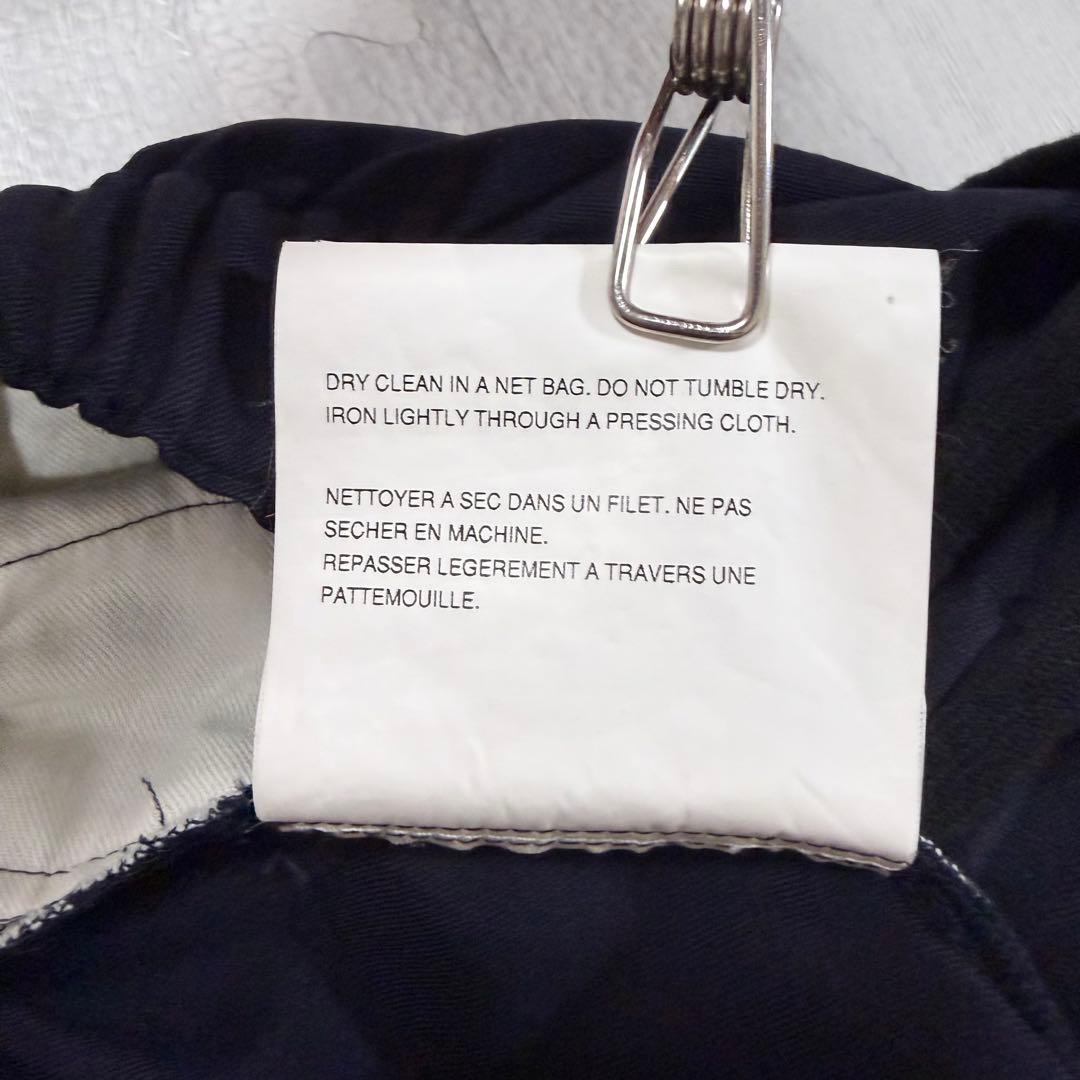 DRY CLEAN IN A NET BAG. DO NOT TUMBLE DRY.
IRON LIGHTLY THROUGH A PRESSING CLOTH.
NETTOYER A SEC DANS UN FILET. NE PAS
SECHER EN MACHINE.
REPASSER LEGEREMENT A TRAVERS UNE
PATTEMOUILLE.